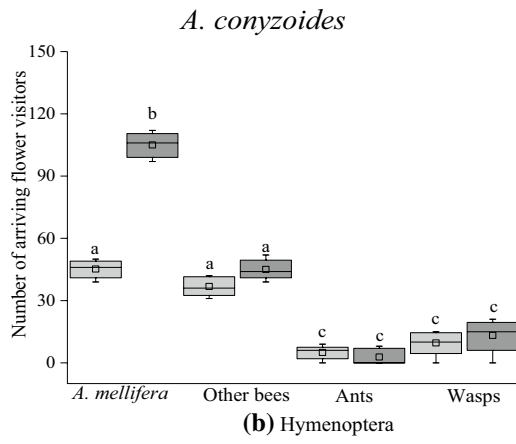 A. conyzoides
Number of arriving flower visitors
150
120
90
60
30
0
a
b
a
a
c
c
c
c
A. mellifera Other bees Ants Wasps
(b) Hymenoptera